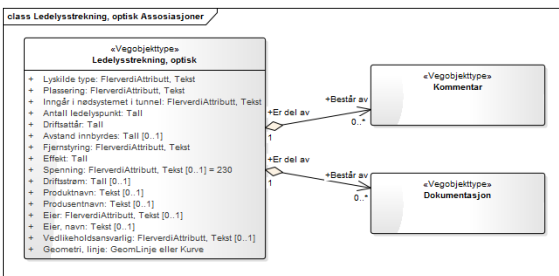 class Ledelysstrekning, optisk Assosiasjoner
«Vegobjekttype»
Ledelysstrekning, optisk
+ Lyskilde type: FlerverdiAttributt, Tekst
+ Plassering: FlerverdiAttributt, Tekst
+ Inngår i nødsystemet i tunnel: FlerverdiAttributt, Tekst
+ Antall ledelyspunkt: Tall
+ Driftsattår: Tall
+ Avstand innbyrdes: Tall [0..1]
+ Fjernstyring: FlerverdiAttributt, Tekst
+ Effekt: Tall
+ Spenning: FlerverdiAttributt, Tekst [0..1] = 230
+ Driftsstrøm: Tall [0..1]
+ Produktnavn: Tekst [0..1]
+ Produsentnavn: Tekst [0..1]
+ Eier: FlerverdiAttributt, Tekst [0..1]
+ Eier, navn: Tekst [0..1]
+ Vedlikeholdsansvarlig: FlerverdiAttributt, Tekst [0..1]
+ Geometri, linje: GeomLinje eller Kurve
+Er del av
1
+Består av
0..*
«Vegobjekttype»
Kommentar
+Er del av
1
+Består av
0..*
«Vegobjekttype»
Dokumentasjon